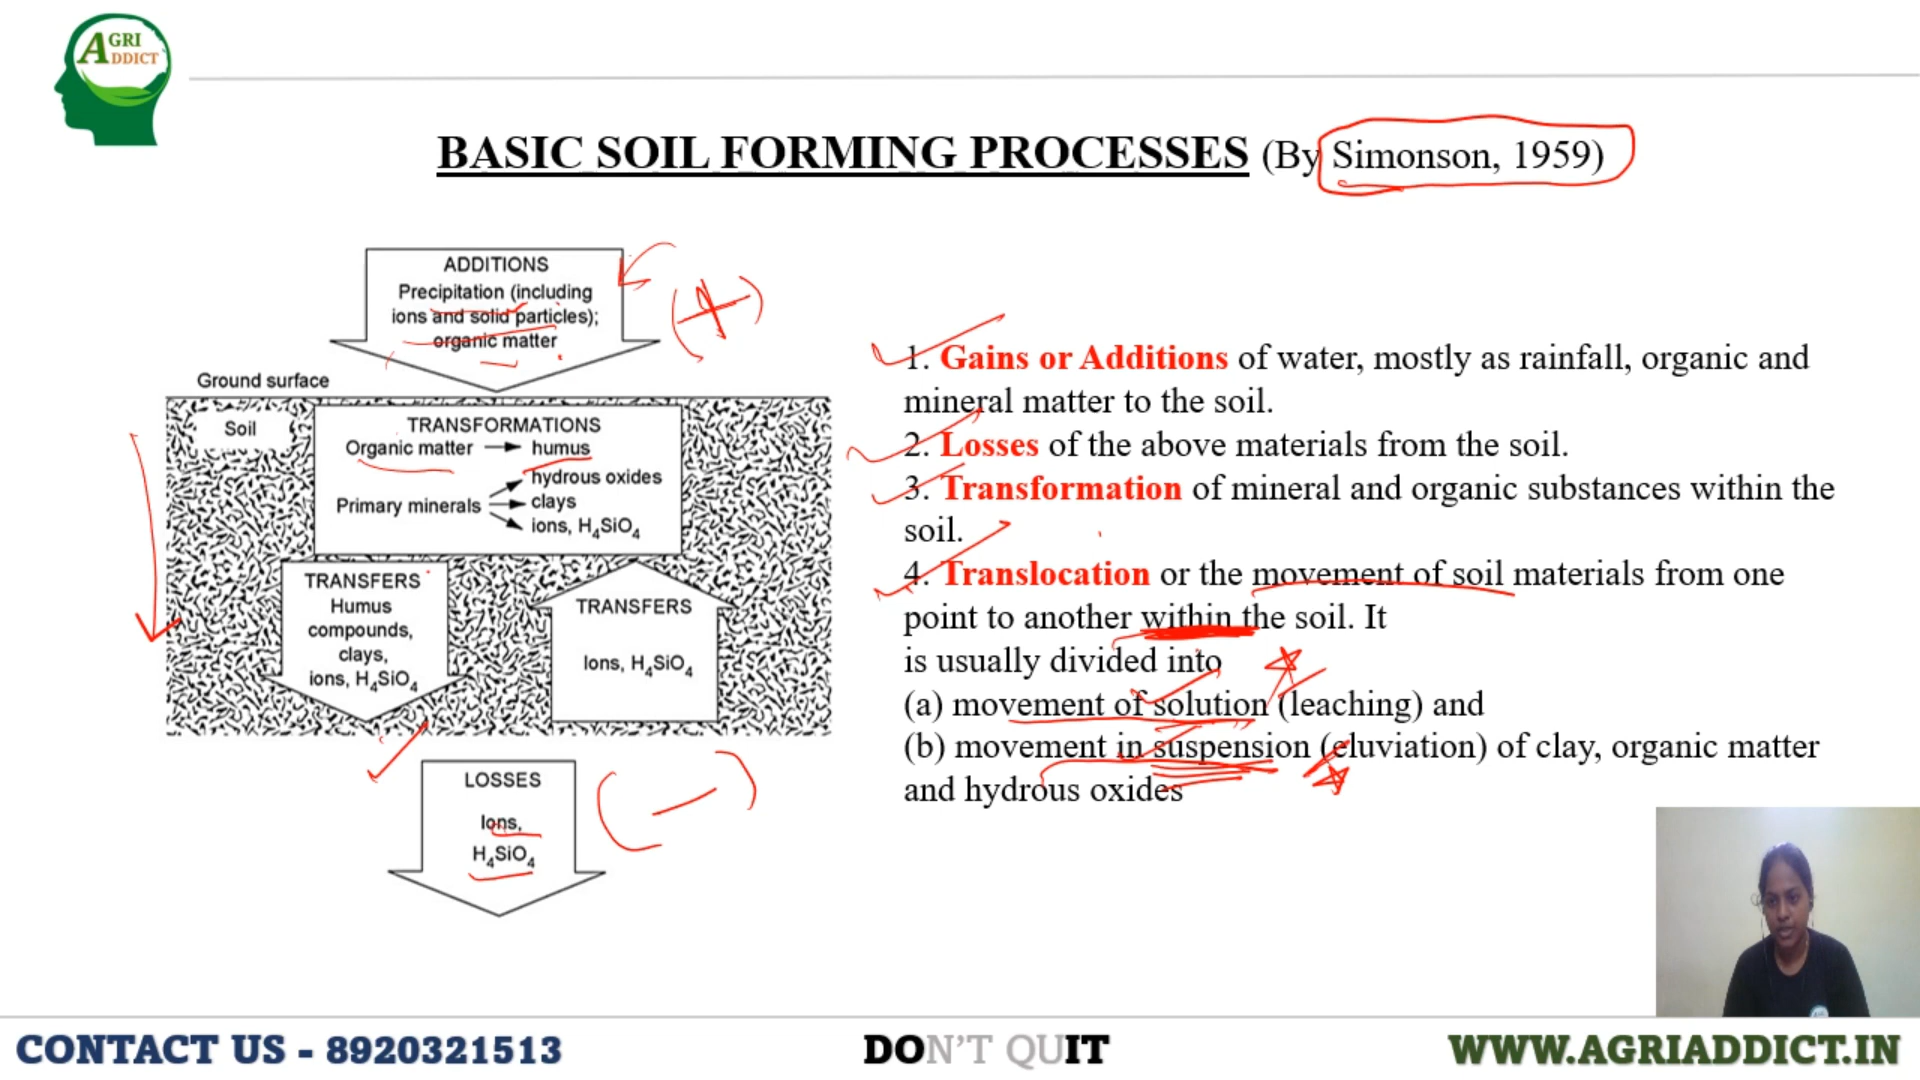 AGRI
ADDICT
BASIC SOIL FORMING PROCESSES (By Simonson, 1959)
ADDITIONS
Precipitation (including
ions and solid particles);
organic matter
(+)
Ground surface
Soil
TRANSFORMATIONS
Organic matter → humus
hydrous oxides
Primary minerals → clays
ions, H₄SiO₄
TRANSFERS
Humus
compounds,
clays,
ions, H₄SiO₄
TRANSFERS
Ions, H₄SiO₄
LOSSES
Ions,
H₄SiO₄
(−)
1. Gains or Additions of water, mostly as rainfall, organic and
mineral matter to the soil.
2. Losses of the above materials from the soil.
3. Transformation of mineral and organic substances within the
soil.
4. Translocation or the movement of soil materials from one
point to another within the soil. It
is usually divided into
(a) movement of solution (leaching) and
(b) movement in suspension (eluviation) of clay, organic matter
and hydrous oxides
CONTACT US - 8920321513
DON'T QUIT
WWW.AGRIADDICT.IN